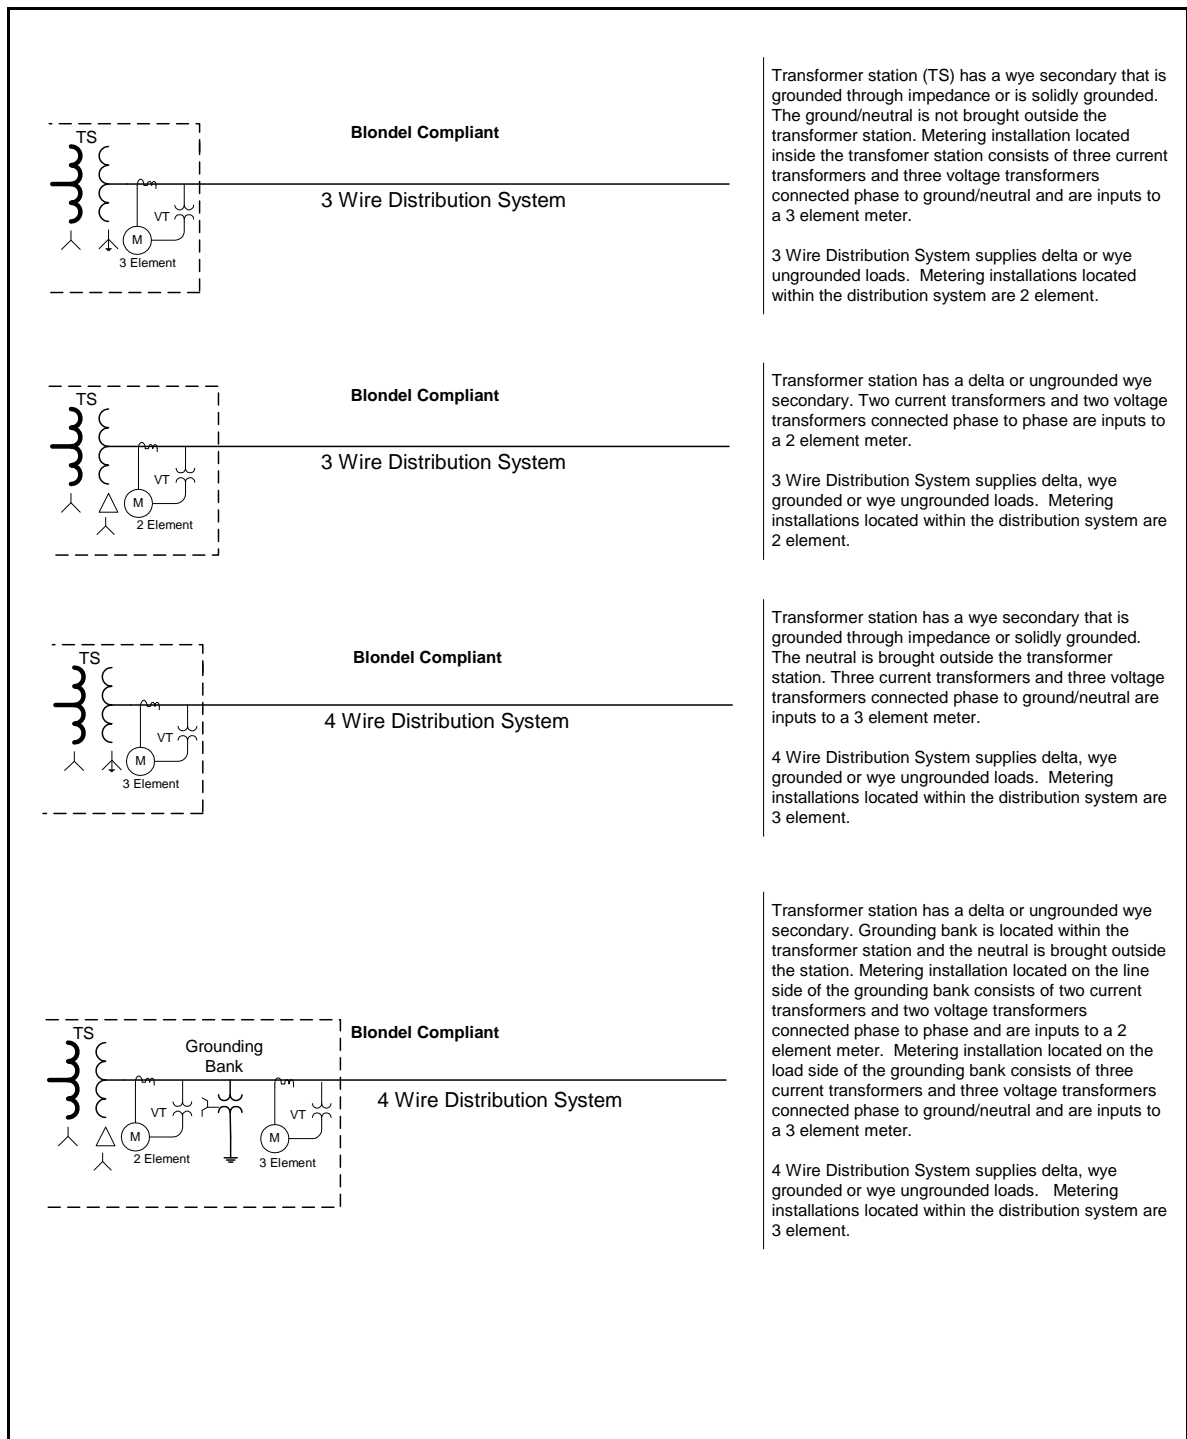 TS
VT
M
3 Element
Blondel Compliant
3 Wire Distribution System
Transformer station (TS) has a wye secondary that is
grounded through impedance or is solidly grounded.
The ground/neutral is not brought outside the
transformer station. Metering installation located
inside the transfomer station consists of three current
transformers and three voltage transformers
connected phase to ground/neutral and are inputs to
a 3 element meter.
3 Wire Distribution System supplies delta or wye
ungrounded loads.  Metering installations located
within the distribution system are 2 element.
TS
VT
M
2 Element
Blondel Compliant
3 Wire Distribution System
Transformer station has a delta or ungrounded wye
secondary. Two current transformers and two voltage
transformers connected phase to phase are inputs to
a 2 element meter.
3 Wire Distribution System supplies delta, wye
grounded or wye ungrounded loads.  Metering
installations located within the distribution system are
2 element.
TS
VT
M
3 Element
Blondel Compliant
4 Wire Distribution System
Transformer station has a wye secondary that is
grounded through impedance or solidly grounded.
The neutral is brought outside the transformer
station. Three current transformers and three voltage
transformers connected phase to ground/neutral are
inputs to a 3 element meter.
4 Wire Distribution System supplies delta, wye
grounded or wye ungrounded loads.  Metering
installations located within the distribution system are
3 element.
TS
Grounding
Bank
VT
M
2 Element
VT
M
3 Element
Blondel Compliant
4 Wire Distribution System
Transformer station has a delta or ungrounded wye
secondary. Grounding bank is located within the
transformer station and the neutral is brought outside
the station. Metering installation located on the line
side of the grounding bank consists of two current
transformers and two voltage transformers
connected phase to phase and are inputs to a 2
element meter.  Metering installation located on the
load side of the grounding bank consists of three
current transformers and three voltage transformers
connected phase to ground/neutral and are inputs to
a 3 element meter.
4 Wire Distribution System supplies delta, wye
grounded or wye ungrounded loads.   Metering
installations located within the distribution system are
3 element.